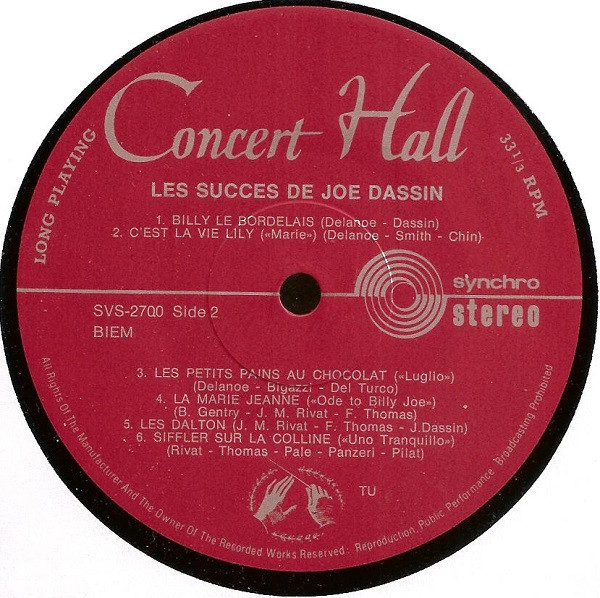 Concert Hall
LONG PLAYING
33 1/3 RPM
LES SUCCES DE JOE DASSIN
1. BILLY LE BORDELAIS (Delanoe - Dassin)
2. C'EST LA VIE LILY («Marie») (Delanoe - Smith - Chin)
synchro
stereo
SVS-2700 Side 2
BIEM
3. LES PETITS PAINS AU CHOCOLAT («Luglio»)
(Delanoe - Bigazzi - Del Turco)
4. LA MARIE JEANNE («Ode to Billy Joe»)
(B. Gentry - J. M. Rivat - F. Thomas)
5. LES DALTON (J. M. Rivat - F. Thomas - J.Dassin)
6. SIFFLER SUR LA COLLINE («Uno Tranquillo»)
(Rivat - Thomas - Pale - Panzeri - Pilat)
TU
All Rights Of The Manufacturer And The Owner Of The Recorded Works Reserved. Reproduction, Public Performance Broadcasting Prohibited